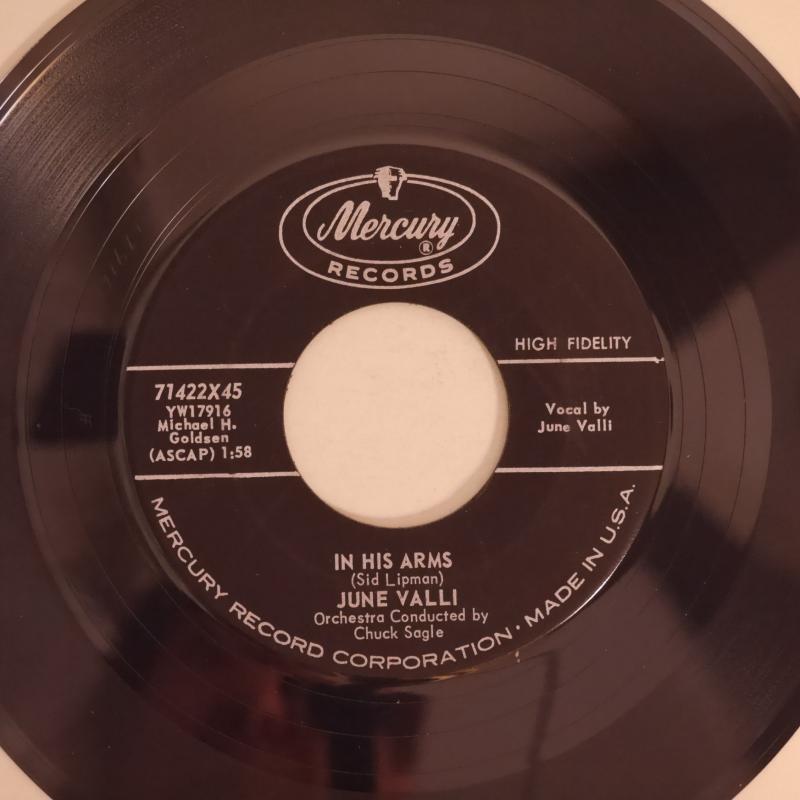 Mercury ®
RECORDS
HIGH FIDELITY
71422X45
YW17916
Michael H.
Goldsen
(ASCAP) 1:58
Vocal by
June Valli
IN HIS ARMS
(Sid Lipman)
JUNE VALLI
Orchestra Conducted by
Chuck Sagle
MERCURY RECORD CORPORATION • MADE IN U.S.A.